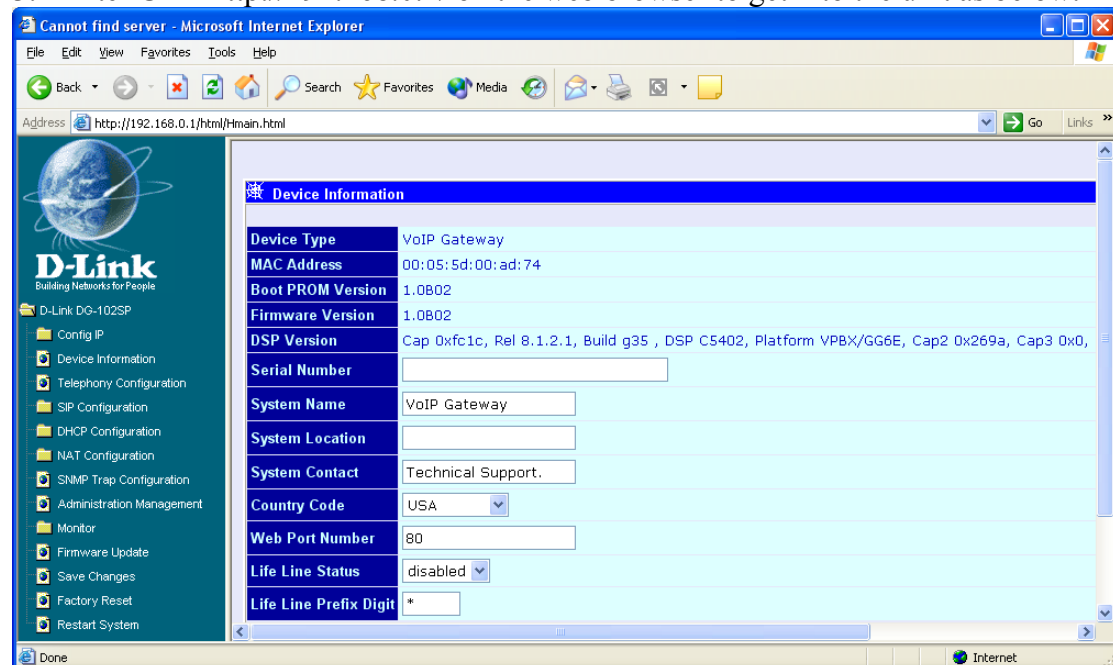 Cannot find server - Microsoft Internet Explorer
File Edit View Favorites Tools Help
Back Search Favorites Media
Address http://192.168.0.1/html/Hmain.html Go Links »
D-Link
Building Networks for People
D-Link DG-102SP
Config IP
Device Information
Telephony Configuration
SIP Configuration
DHCP Configuration
NAT Configuration
SNMP Trap Configuration
Administration Management
Monitor
Firmware Update
Save Changes
Factory Reset
Restart System
Device Information
Device Type VoIP Gateway
MAC Address 00:05:5d:00:ad:74
Boot PROM Version 1.0B02
Firmware Version 1.0B02
DSP Version Cap 0xfc1c, Rel 8.1.2.1, Build g35 , DSP C5402, Platform VPBX/GG6E, Cap2 0x269a, Cap3 0x0,
Serial Number
System Name VoIP Gateway
System Location
System Contact Technical Support.
Country Code USA
Web Port Number 80
Life Line Status disabled
Life Line Prefix Digit *
Done Internet